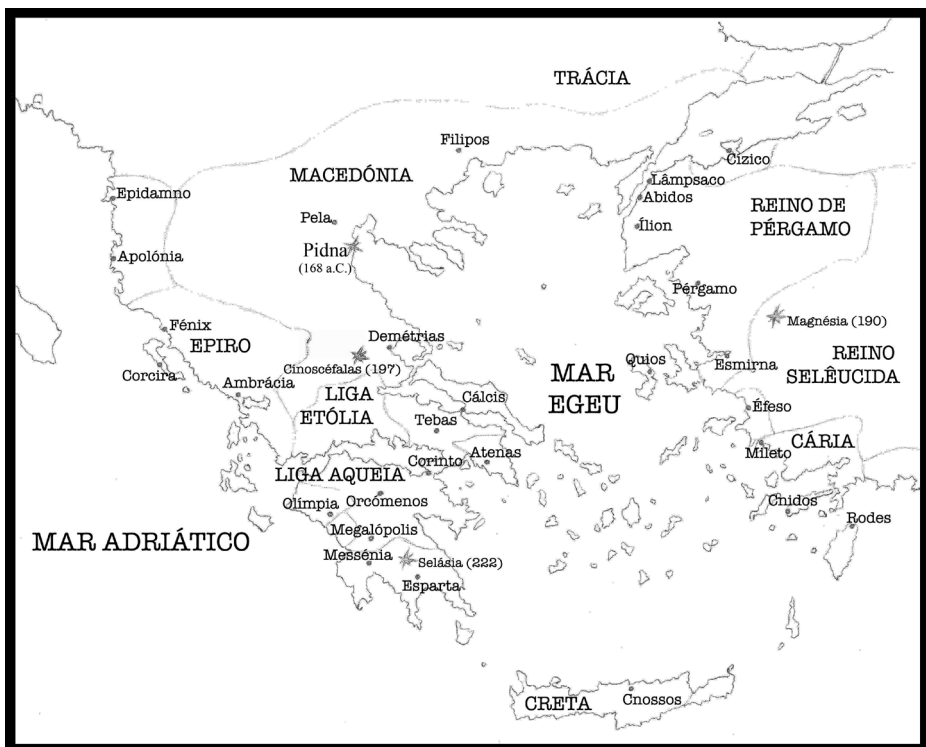 TRÁCIA
Filipos
Cízico
MACEDÓNIA
Lâmpsaco
Epidamno
Abidos
REINO DE
PÉRGAMO
Pela
Ílion
Pidna
(168 a.C.)
Apolónia
Pérgamo
Fénix
Magnésia (190)
EPIRO
Demétrias
REINO
SELÊUCIDA
Cinoscéfalas (197)
Quios
Esmirna
Corcira
MAR
EGEU
Ambrácia
LIGA
ETÓLIA
Cálcis
Éfeso
Tebas
CÁRIA
Mileto
Atenas
Corinto
LIGA AQUEIA
Olímpia
Orcómenos
Cnidos
Rodes
Megalópolis
MAR ADRIÁTICO
Messénia
Selásia (222)
Esparta
CRETA
Cnossos